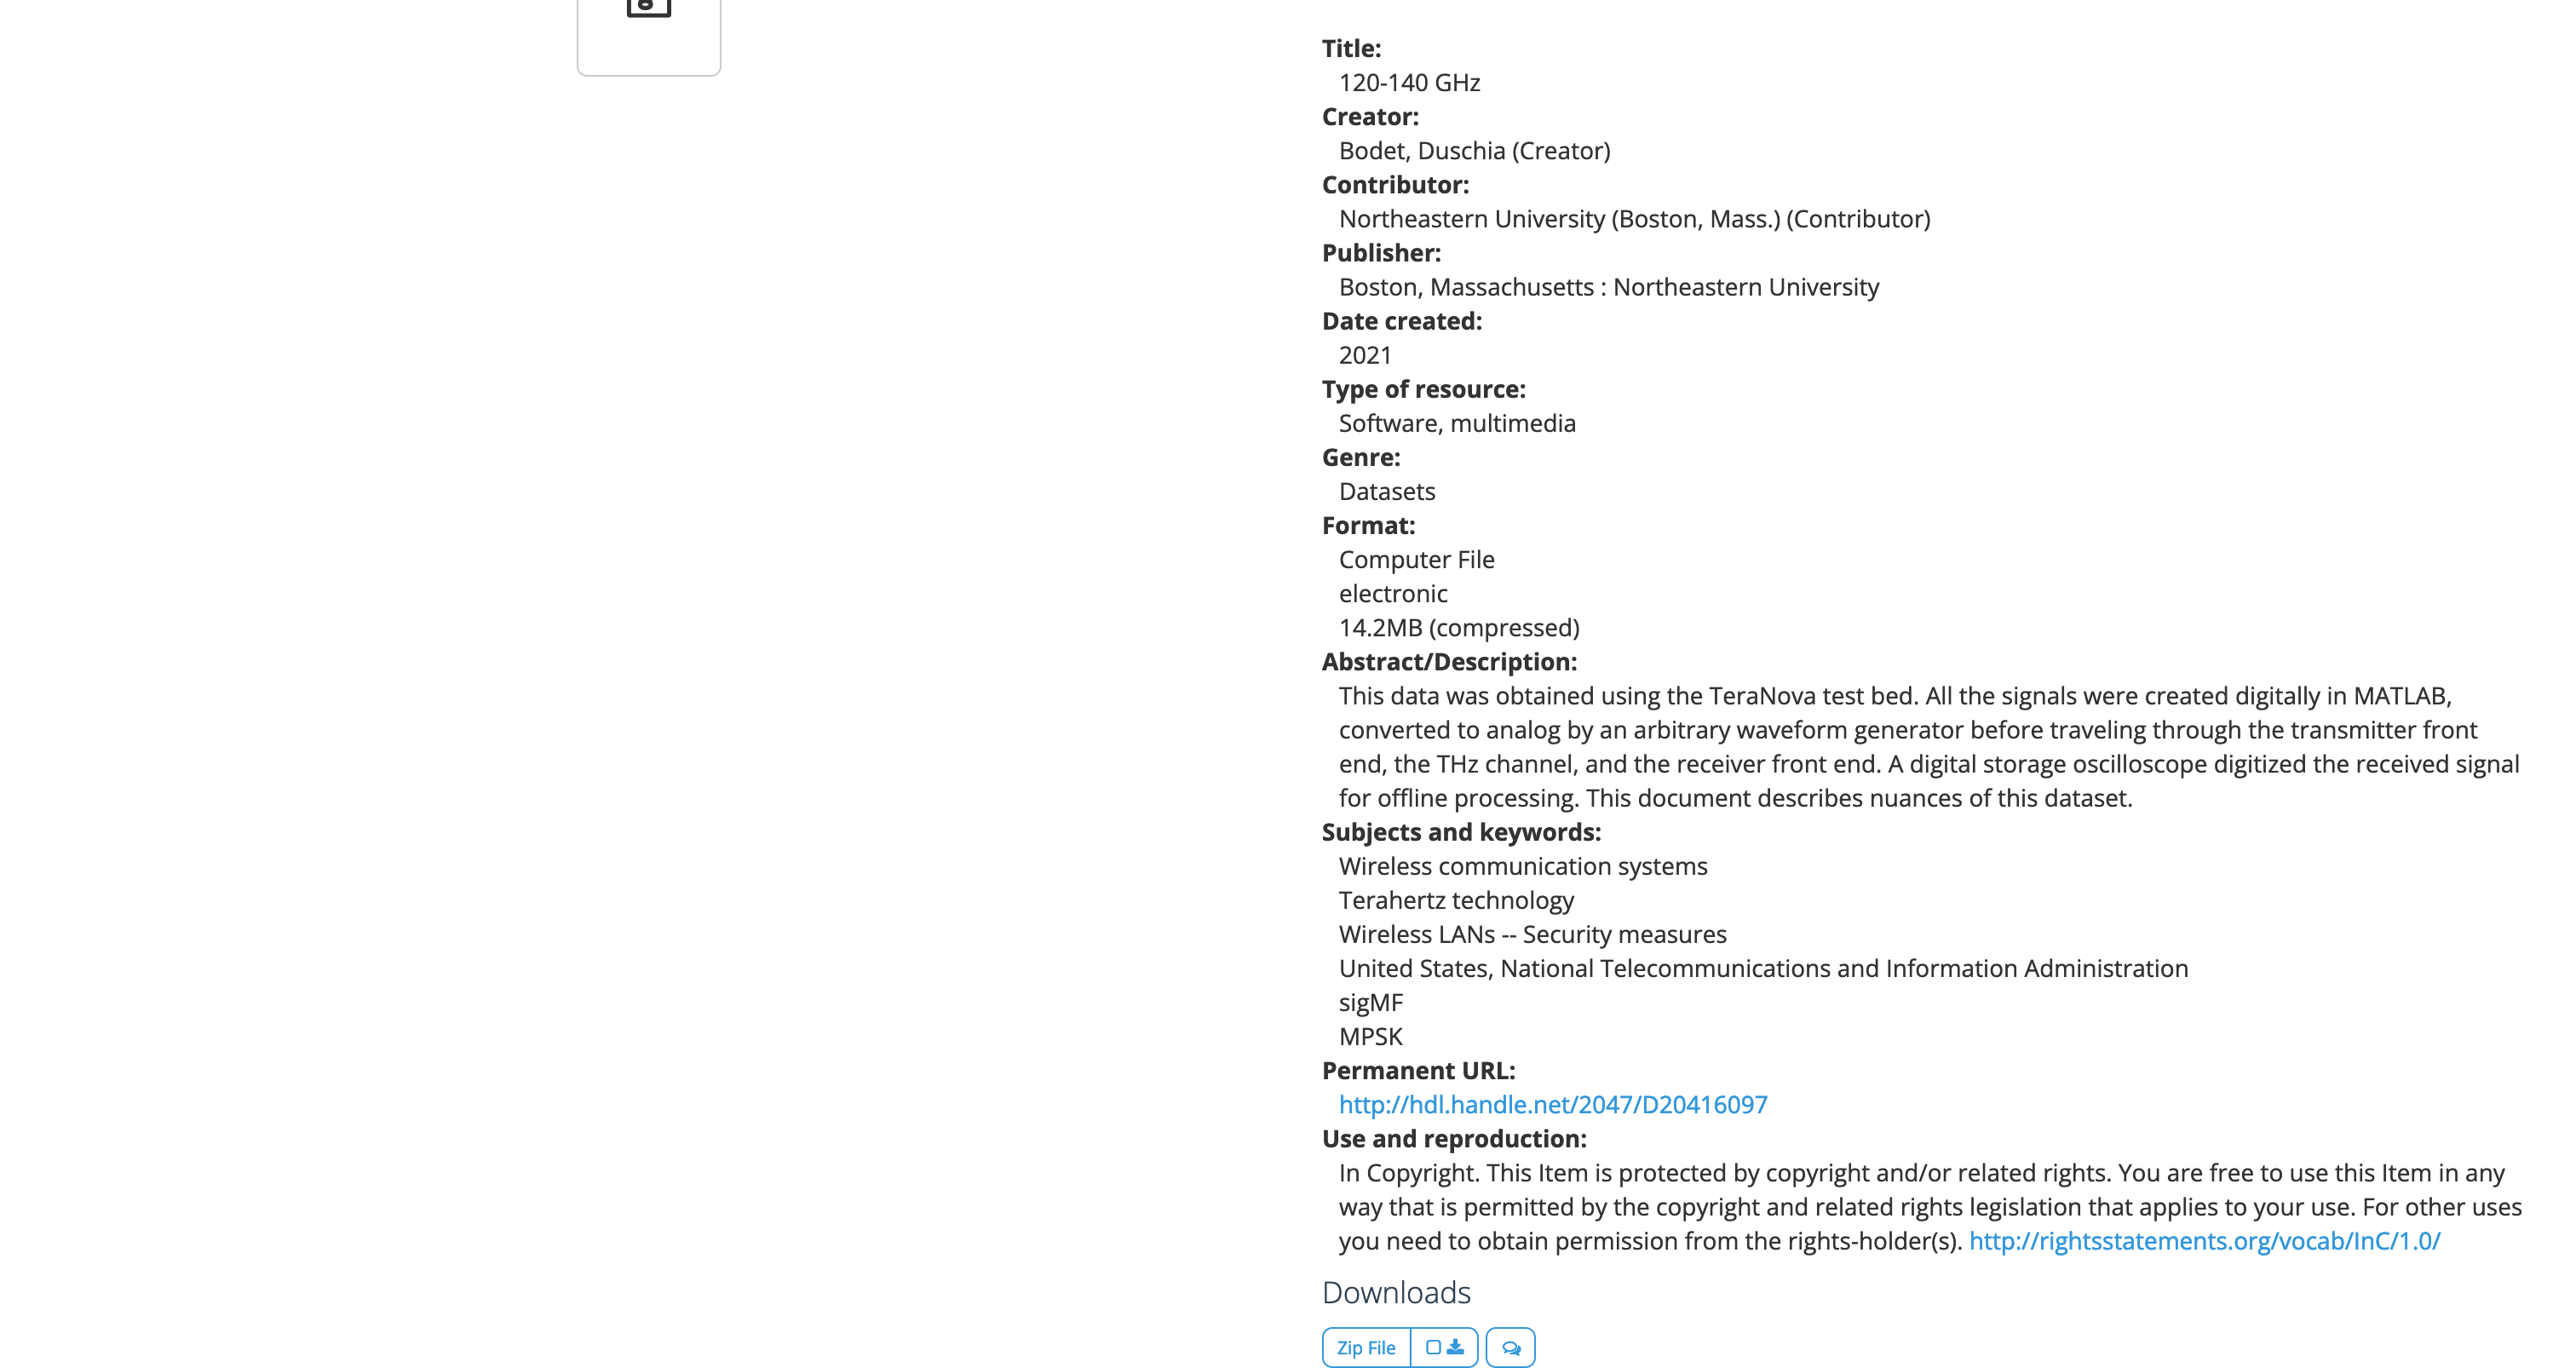 Title:
120-140 GHz
Creator:
Bodet, Duschia (Creator)
Contributor:
Northeastern University (Boston, Mass.) (Contributor)
Publisher:
Boston, Massachusetts : Northeastern University
Date created:
2021
Type of resource:
Software, multimedia
Genre:
Datasets
Format:
Computer File
electronic
14.2MB (compressed)
Abstract/Description:
This data was obtained using the TeraNova test bed. All the signals were created digitally in MATLAB,
converted to analog by an arbitrary waveform generator before traveling through the transmitter front
end, the THz channel, and the receiver front end. A digital storage oscilloscope digitized the received signal
for offline processing. This document describes nuances of this dataset.
Subjects and keywords:
Wireless communication systems
Terahertz technology
Wireless LANs -- Security measures
United States, National Telecommunications and Information Administration
sigMF
MPSK
Permanent URL:
http://hdl.handle.net/2047/D20416097
Use and reproduction:
In Copyright. This Item is protected by copyright and/or related rights. You are free to use this Item in any
way that is permitted by the copyright and related rights legislation that applies to your use. For other uses
you need to obtain permission from the rights-holder(s). http://rightsstatements.org/vocab/InC/1.0/
Downloads
Zip File